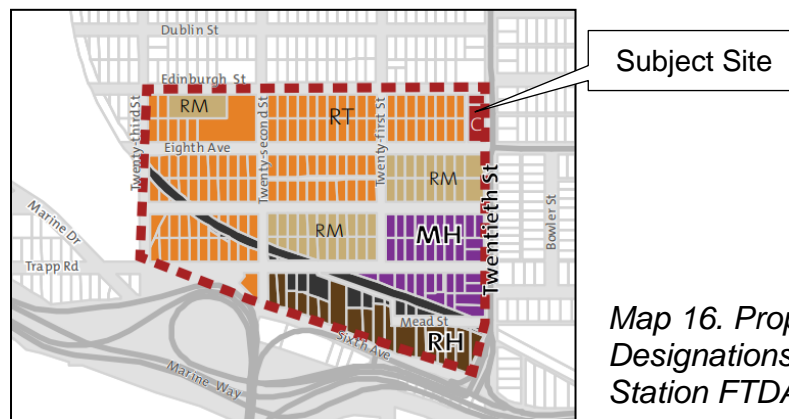 Dublin St
Subject Site
Edinburgh St
RM
RT
C
Twenty-third St
Twenty-second St
Twenty-first St
Eighth Ave
RM
Twentieth St
Bowler St
Marine Dr
RM
MH
Trapp Rd
Mead St
Sixth Ave
RH
Marine Way
Map 16. Prop
Designations
Station FTDA